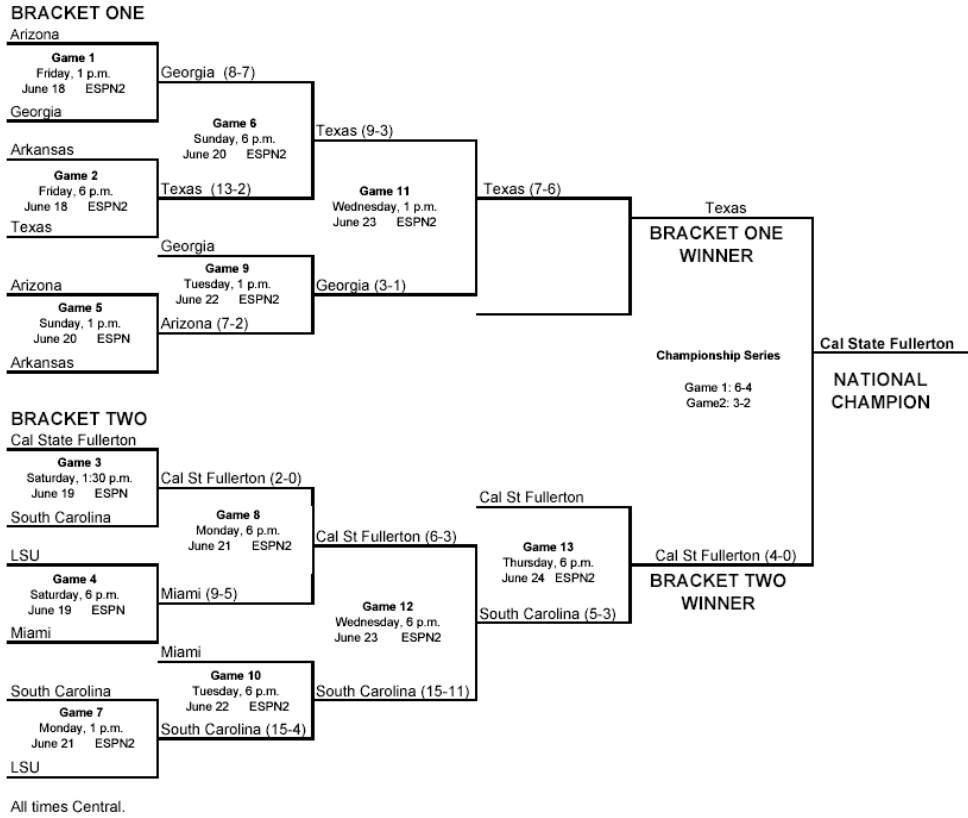 BRACKET ONE
Arizona
Game 1
Friday, 1 p.m.
June 18 ESPN2
Georgia
Georgia (8-7)
Game 6
Sunday, 6 p.m.
June 20 ESPN2
Arkansas
Game 2
Friday, 6 p.m.
June 18 ESPN2
Texas
Texas (13-2)
Texas (9-3)
Game 11
Wednesday, 1 p.m.
June 23 ESPN2
Georgia
Game 9
Tuesday, 1 p.m.
June 22 ESPN2
Arizona
Game 5
Sunday, 1 p.m.
June 20 ESPN
Arkansas
Arizona (7-2)
Georgia (3-1)
Texas (7-6)
Texas
BRACKET ONE
WINNER
Championship Series
Game 1: 6-4
Game2: 3-2
Cal State Fullerton
NATIONAL
CHAMPION
BRACKET TWO
Cal State Fullerton
Game 3
Saturday, 1:30 p.m.
June 19 ESPN
South Carolina
Cal St Fullerton (2-0)
Game 8
Monday, 6 p.m.
June 21 ESPN2
LSU
Game 4
Saturday, 6 p.m.
June 19 ESPN
Miami
Miami (9-5)
Cal St Fullerton (6-3)
Game 12
Wednesday, 6 p.m.
June 23 ESPN2
Miami
Game 10
Tuesday, 6 p.m.
June 22 ESPN2
South Carolina
Game 7
Monday, 1 p.m.
June 21 ESPN2
LSU
South Carolina (15-4)
South Carolina (15-11)
Cal St Fullerton
Game 13
Thursday, 6 p.m.
June 24 ESPN2
South Carolina (5-3)
Cal St Fullerton (4-0)
BRACKET TWO
WINNER
All times Central.